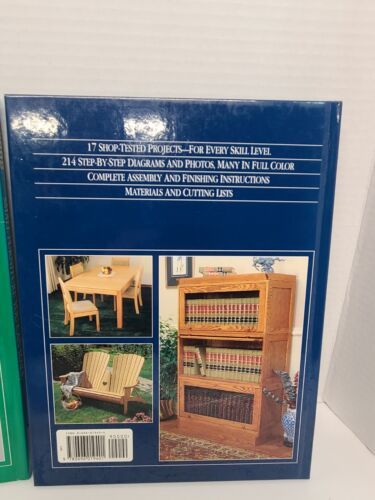 17 SHOP-TESTED PROJECTS—FOR EVERY SKILL LEVEL
214 STEP-BY-STEP DIAGRAMS AND PHOTOS, MANY IN FULL COLOR
COMPLETE ASSEMBLY AND FINISHING INSTRUCTIONS
MATERIALS AND CUTTING LISTS